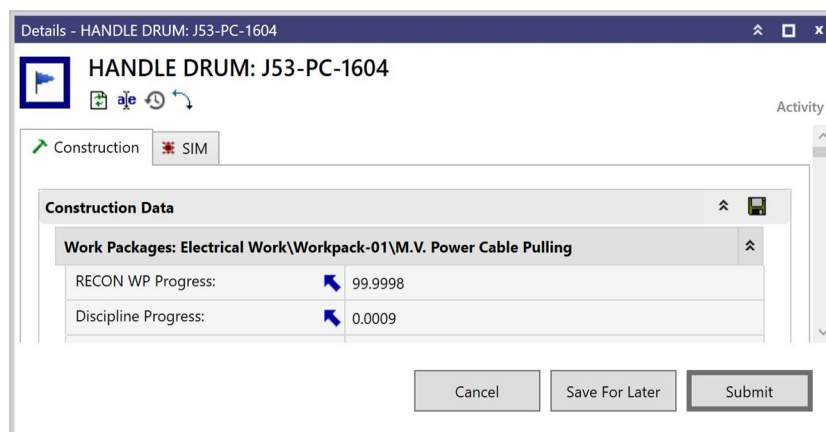 Details - HANDLE DRUM: J53-PC-1604
x
HANDLE DRUM: J53-PC-1604
a|e
Activity
Construction
SIM
Construction Data
Work Packages: Electrical Work\Workpack-01\M.V. Power Cable Pulling
RECON WP Progress: 99.9998
Discipline Progress: 0.0009
Cancel
Save For Later
Submit